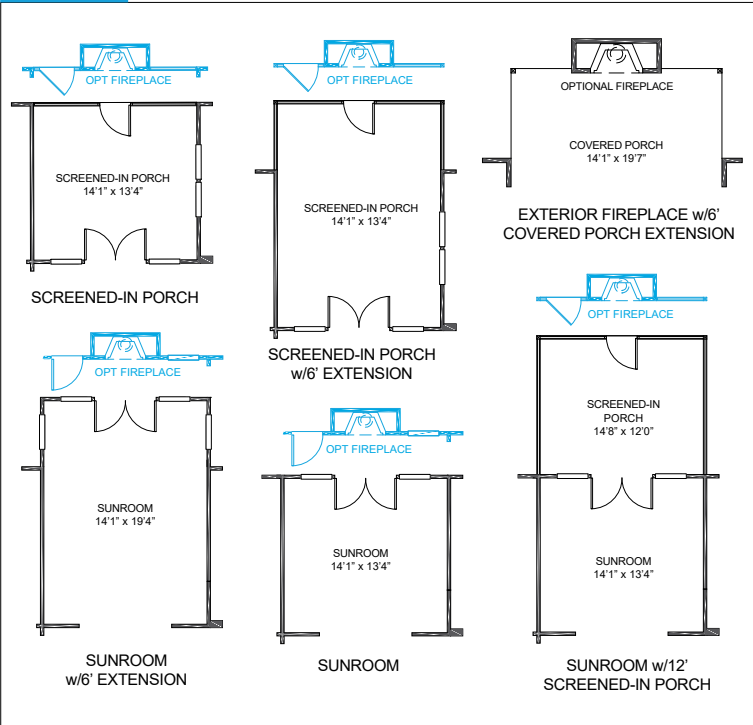 OPT FIREPLACE
SCREENED-IN PORCH
14'1" x 13'4"
SCREENED-IN PORCH
OPT FIREPLACE
SCREENED-IN PORCH
14'1" x 13'4"
SCREENED-IN PORCH
w/6' EXTENSION
OPTIONAL FIREPLACE
COVERED PORCH
14'1" x 19'7"
EXTERIOR FIREPLACE w/6'
COVERED PORCH EXTENSION
OPT FIREPLACE
SUNROOM
14'1" x 19'4"
SUNROOM
w/6' EXTENSION
OPT FIREPLACE
SUNROOM
14'1" x 13'4"
SUNROOM
OPT FIREPLACE
SCREENED-IN
PORCH
14'8" x 12'0"
SUNROOM
14'1" x 13'4"
SUNROOM w/12'
SCREENED-IN PORCH